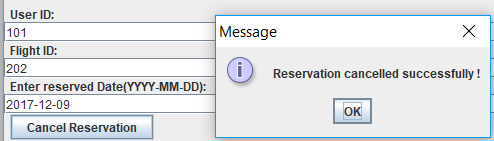 User ID:
101
Flight ID:
202
Enter reserved Date(YYYY-MM-DD):
2017-12-09
Cancel Reservation
Message
Reservation cancelled successfully !
OK